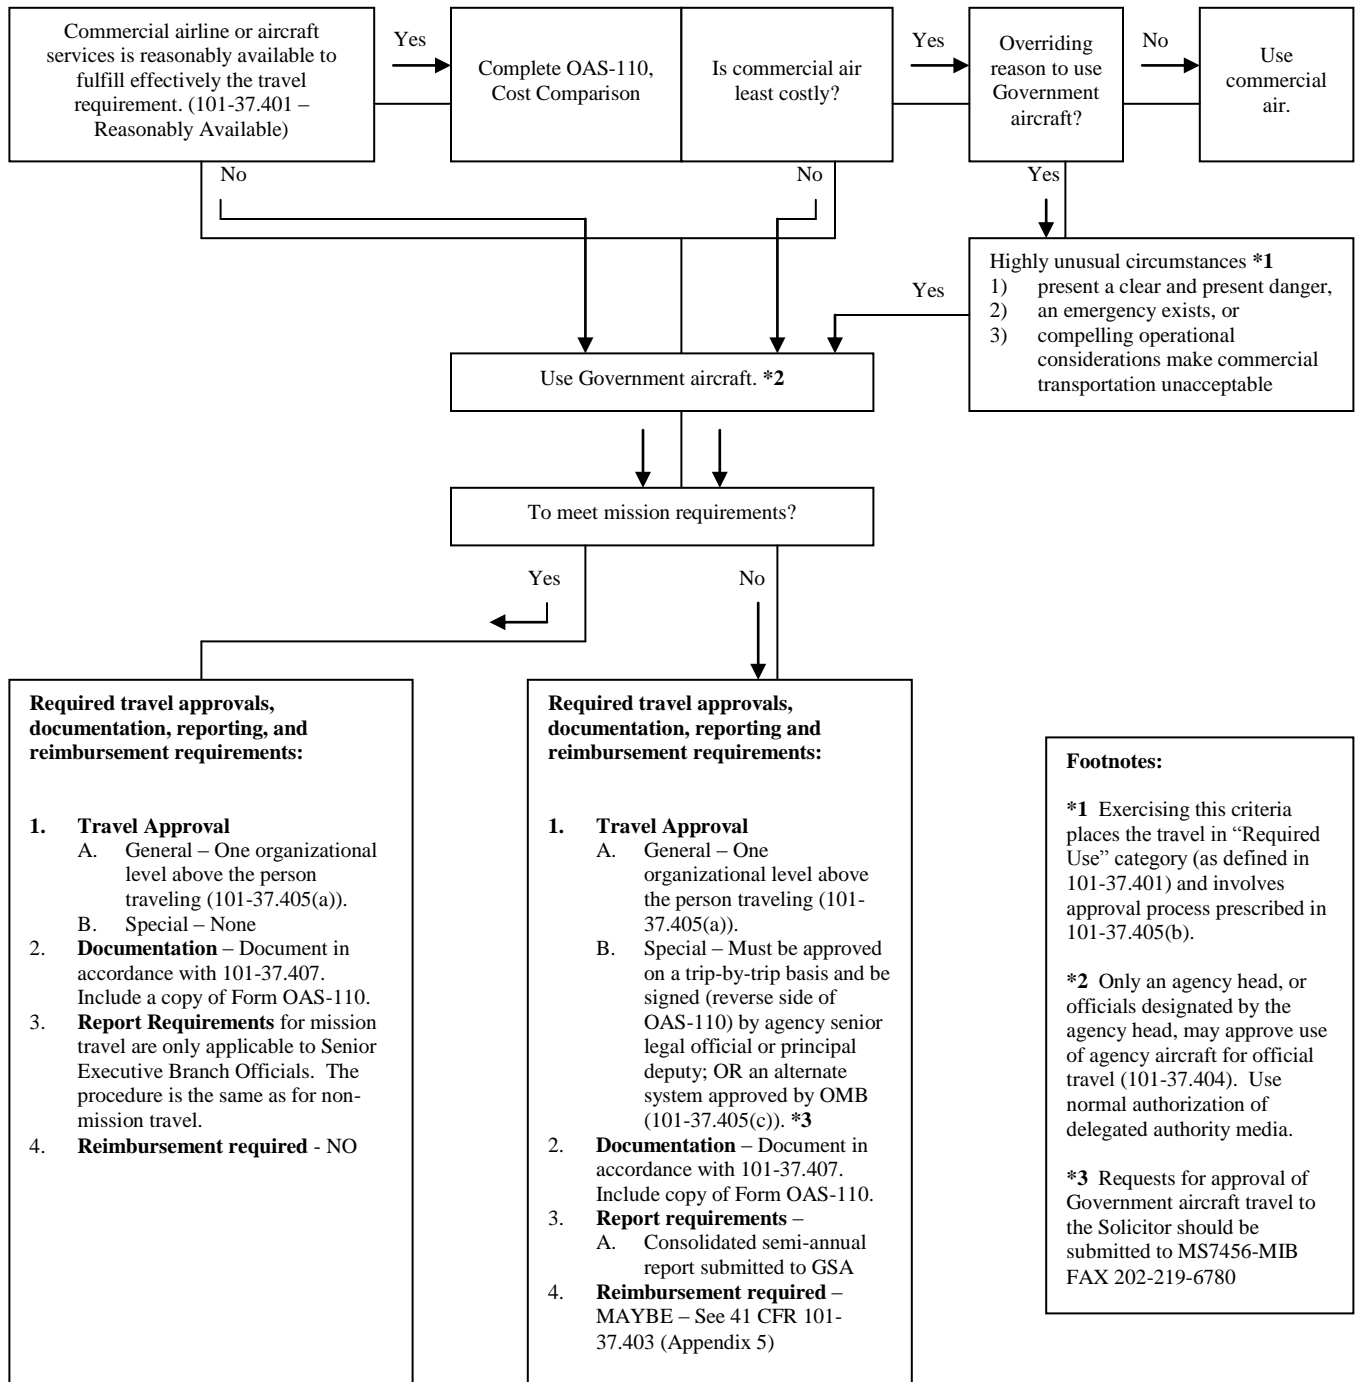 Commercial airline or aircraft
services is reasonably available to
fulfill effectively the travel
requirement. (101-37.401 –
Reasonably Available)
Yes
Complete OAS-110,
Cost Comparison
Is commercial air
least costly?
Yes
Overriding
reason to use
Government
aircraft?
No
Use
commercial
air.
No
No
Yes
Highly unusual circumstances *1
1) present a clear and present danger,
2) an emergency exists, or
3) compelling operational
considerations make commercial
transportation unacceptable
Yes
Use Government aircraft. *2
To meet mission requirements?
Yes
No
Required travel approvals,
documentation, reporting, and
reimbursement requirements:
1. Travel Approval
A. General – One organizational
level above the person
traveling (101-37.405(a)).
B. Special – None
2. Documentation – Document in
accordance with 101-37.407.
Include a copy of Form OAS-110.
3. Report Requirements for mission
travel are only applicable to Senior
Executive Branch Officials. The
procedure is the same as for non-
mission travel.
4. Reimbursement required - NO
Required travel approvals,
documentation, reporting and
reimbursement requirements:
1. Travel Approval
A. General – One
organizational level above
the person traveling (101-
37.405(a)).
B. Special – Must be approved
on a trip-by-trip basis and be
signed (reverse side of
OAS-110) by agency senior
legal official or principal
deputy; OR an alternate
system approved by OMB
(101-37.405(c)). *3
2. Documentation – Document in
accordance with 101-37.407.
Include copy of Form OAS-110.
3. Report requirements –
A. Consolidated semi-annual
report submitted to GSA
4. Reimbursement required –
MAYBE – See 41 CFR 101-
37.403 (Appendix 5)
Footnotes:
*1 Exercising this criteria
places the travel in “Required
Use” category (as defined in
101-37.401) and involves
approval process prescribed in
101-37.405(b).
*2 Only an agency head, or
officials designated by the
agency head, may approve use
of agency aircraft for official
travel (101-37.404). Use
normal authorization of
delegated authority media.
*3 Requests for approval of
Government aircraft travel to
the Solicitor should be
submitted to MS7456-MIB
FAX 202-219-6780